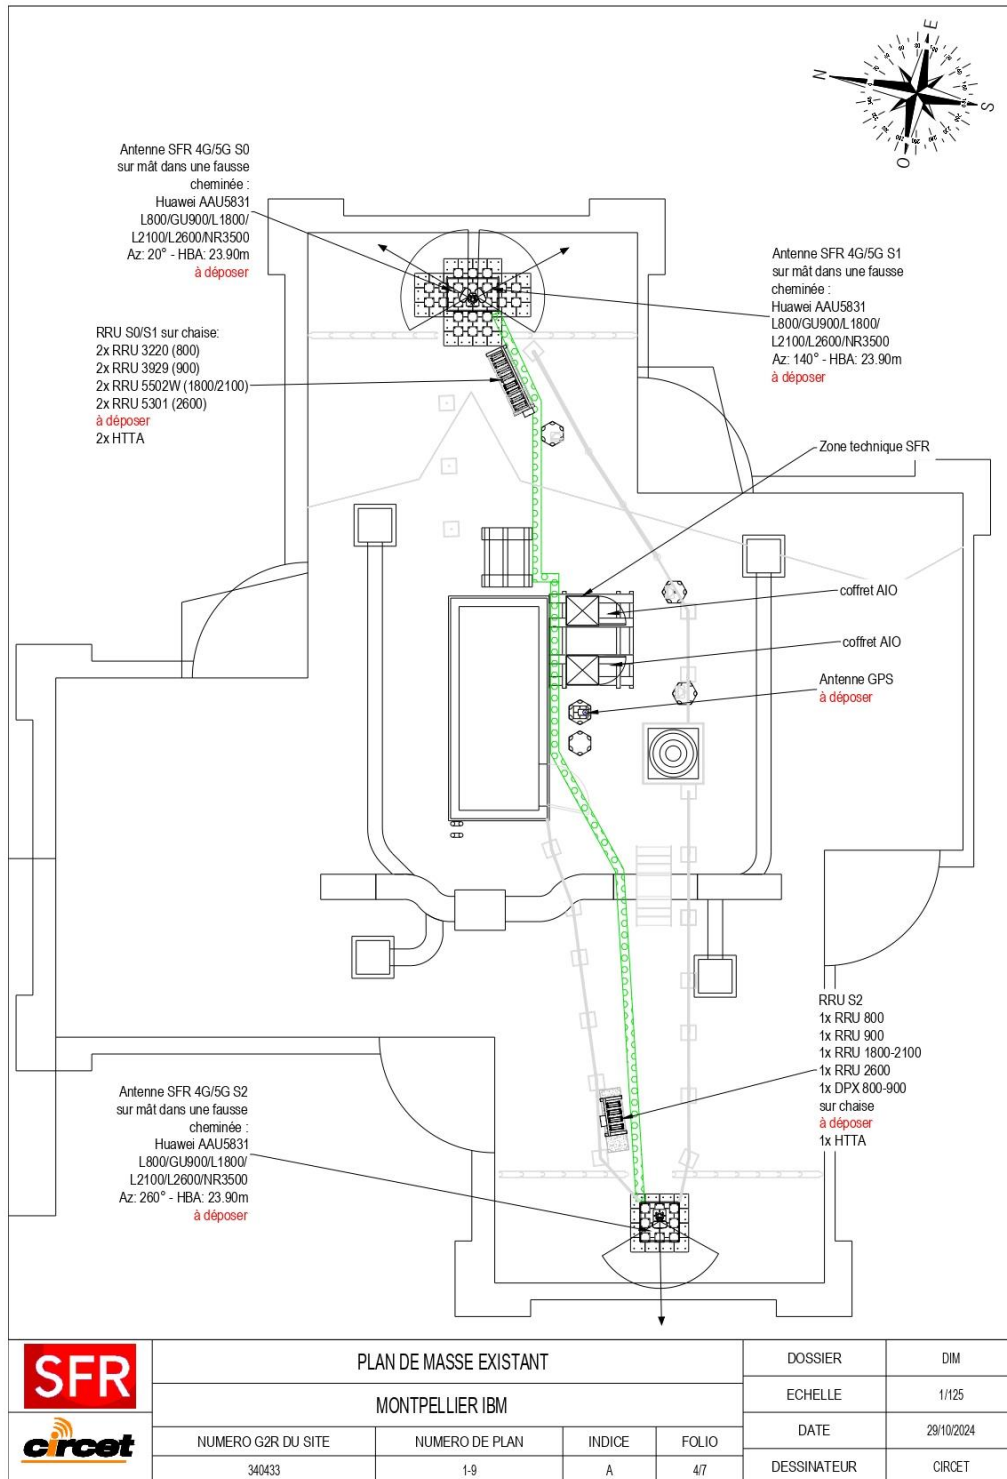 N
E
S
O
Antenne SFR 4G/5G S0
sur mât dans une fausse
cheminée :
Huawei AAU5831
L800/GU900/L1800/
L2100/L2600/NR3500
Az: 20° - HBA: 23.90m
à déposer
Antenne SFR 4G/5G S1
sur mât dans une fausse
cheminée :
Huawei AAU5831
L800/GU900/L1800/
L2100/L2600/NR3500
Az: 140° - HBA: 23.90m
à déposer
RRU S0/S1 sur chaise:
2x RRU 3220 (800)
2x RRU 3929 (900)
2x RRU 5502W (1800/2100)
2x RRU 5301 (2600)
à déposer
2x HTTA
Zone technique SFR
coffret AIO
coffret AIO
Antenne GPS
à déposer
RRU S2
1x RRU 800
1x RRU 900
1x RRU 1800-2100
1x RRU 2600
1x DPX 800-900
sur chaise
à déposer
1x HTTA
Antenne SFR 4G/5G S2
sur mât dans une fausse
cheminée :
Huawei AAU5831
L800/GU900/L1800/
L2100/L2600/NR3500
Az: 260° - HBA: 23.90m
à déposer
SFR
circet
PLAN DE MASSE EXISTANT
MONTPELLIER IBM
NUMERO G2R DU SITE
NUMERO DE PLAN
INDICE
FOLIO
340433
1-9
A
4/7
DOSSIER
DIM
ECHELLE
1/125
DATE
29/10/2024
DESSINATEUR
CIRCET